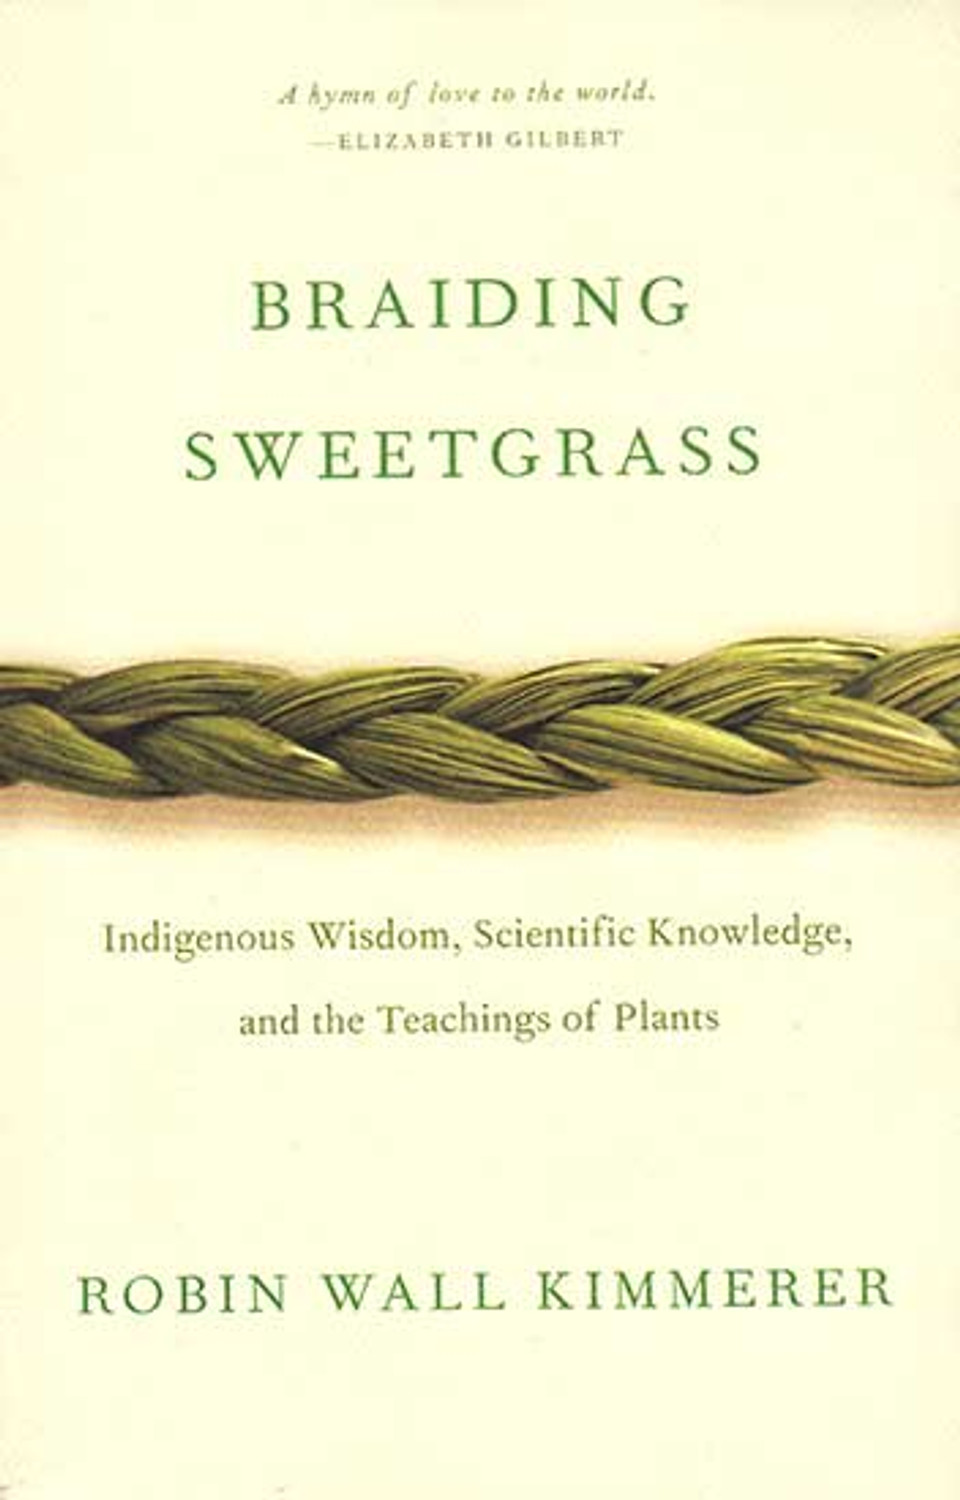 A hymn of love to the world.
—ELIZABETH GILBERT
BRAIDING
SWEETGRASS
Indigenous Wisdom, Scientific Knowledge,
and the Teachings of Plants
ROBIN WALL KIMMERER